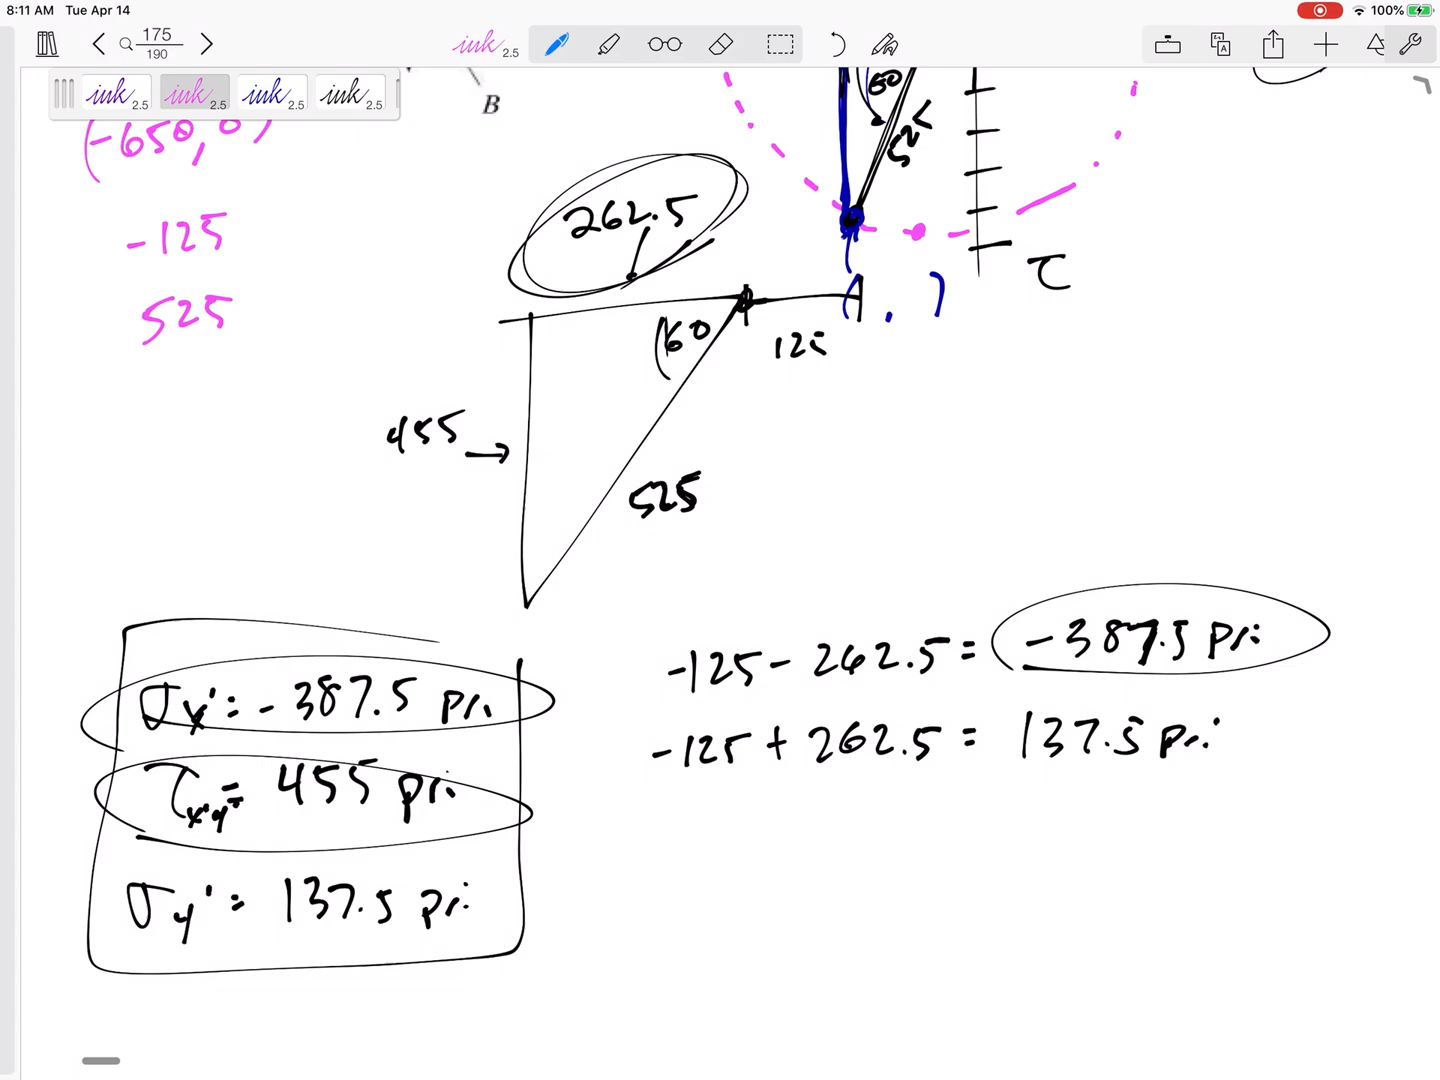 8:11 AM Tue Apr 14
100%
175
190
ink 2.5
ink 2.5
ink 2.5
ink 2.5
ink 2.5
B
(-650, 0)
-125
525
60
525
τ
262.5
( . )
60
125
455 →
525
-125 - 262.5 = -387.5 psi
-125 + 262.5 = 137.5 psi
σx' = -387.5 psi
τx'y' = 455 psi
σy' = 137.5 psi